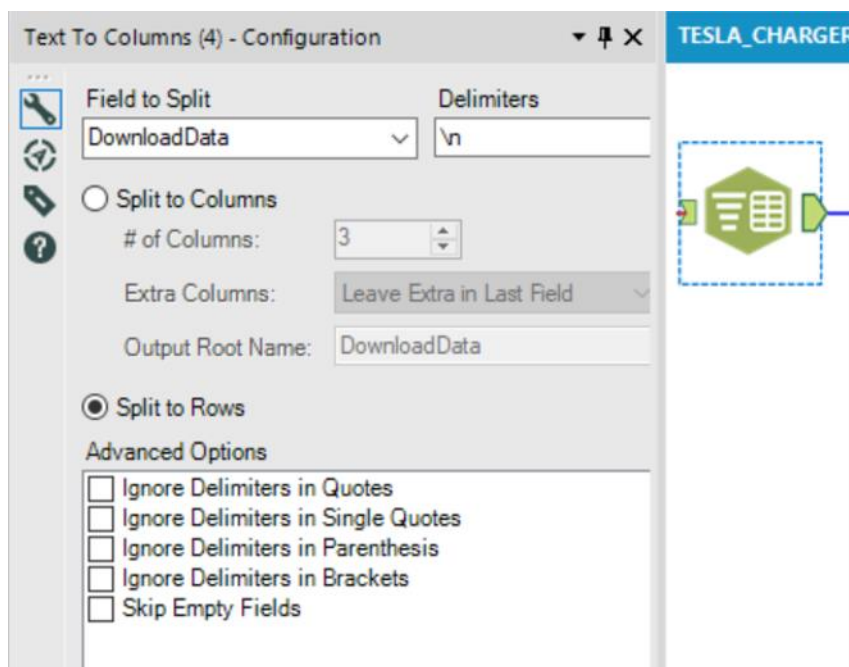 Text To Columns (4) - Configuration
TESLA_CHARGER
Field to Split
Delimiters
DownloadData
\n
Split to Columns
# of Columns:
3
Extra Columns:
Leave Extra in Last Field
Output Root Name:
DownloadData
Split to Rows
Advanced Options
Ignore Delimiters in Quotes
Ignore Delimiters in Single Quotes
Ignore Delimiters in Parenthesis
Ignore Delimiters in Brackets
Skip Empty Fields